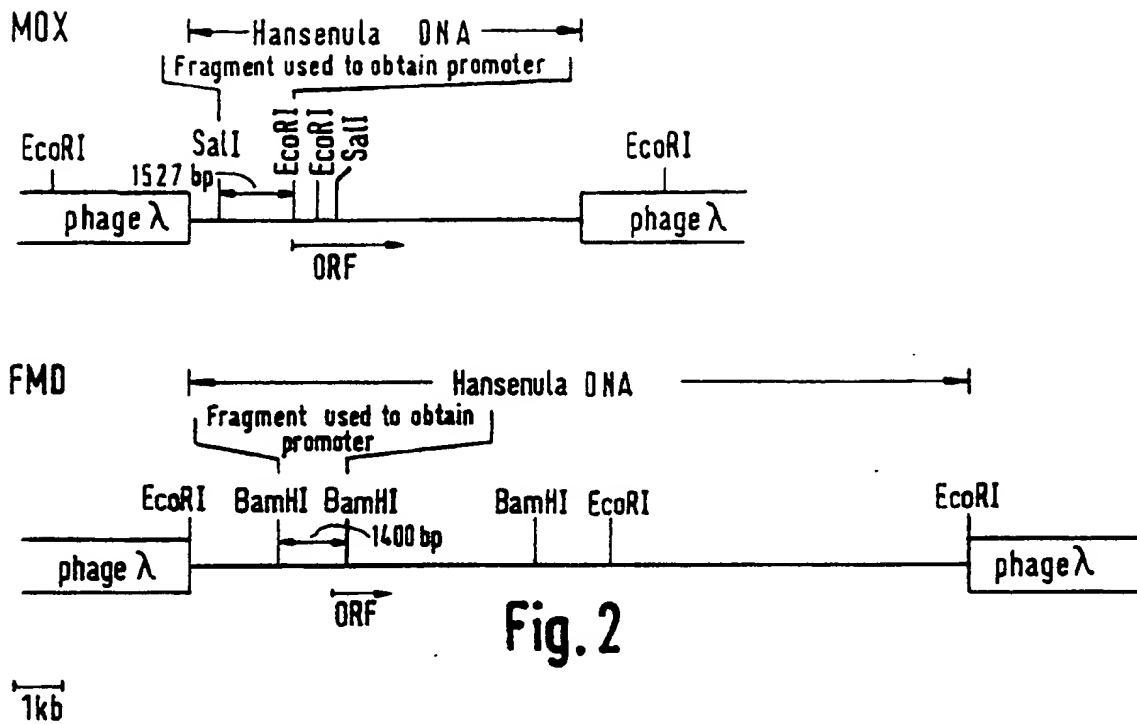 MOX
Hansenula DNA
Fragment used to obtain promoter
EcoRI
SalI
EcoRI
EcoRI
SalI
EcoRI
1527 bp
phage λ
phage λ
ORF
FMD
Hansenula DNA
Fragment used to obtain
promoter
EcoRI
BamHI
BamHI
BamHI
EcoRI
EcoRI
1400 bp
phage λ
phage λ
ORF
Fig. 2
1kb